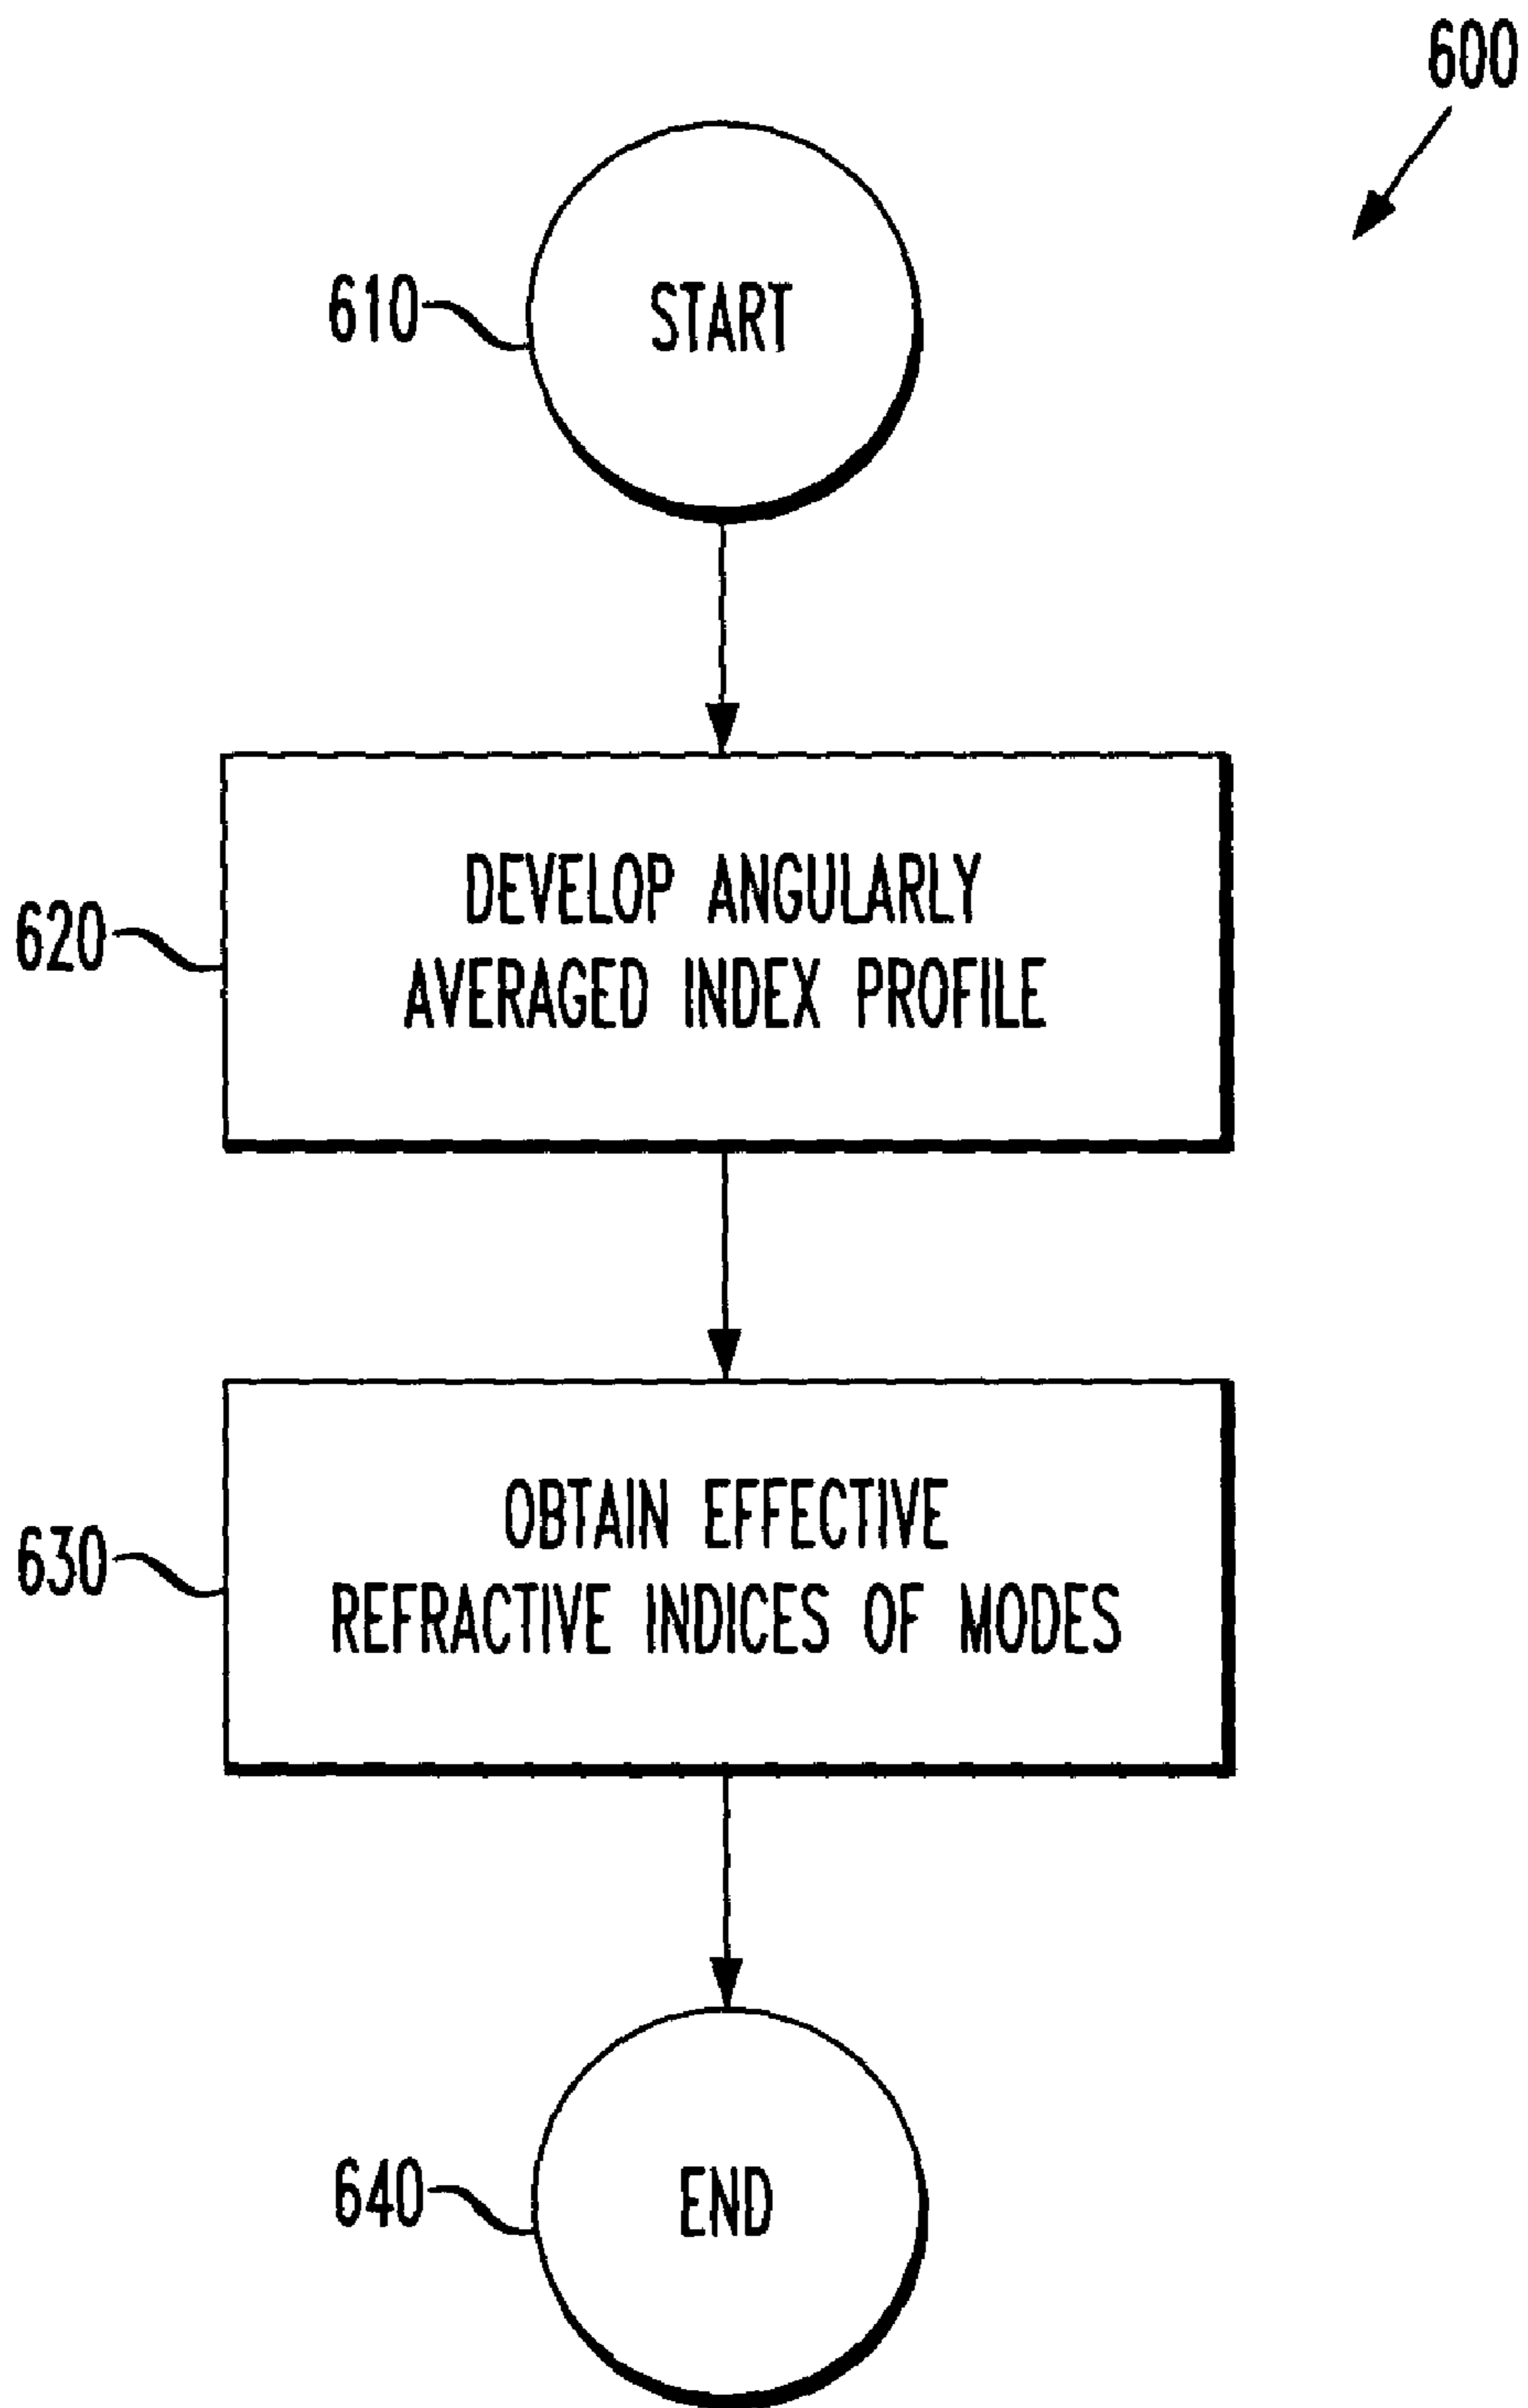 600
610
START
DEVELOP ANGULARLY
620
AVERAGED INDEX PROFILE
OBTAIN EFFECTIVE
630
REFRACTIVE INDICES OF MODES
640
END